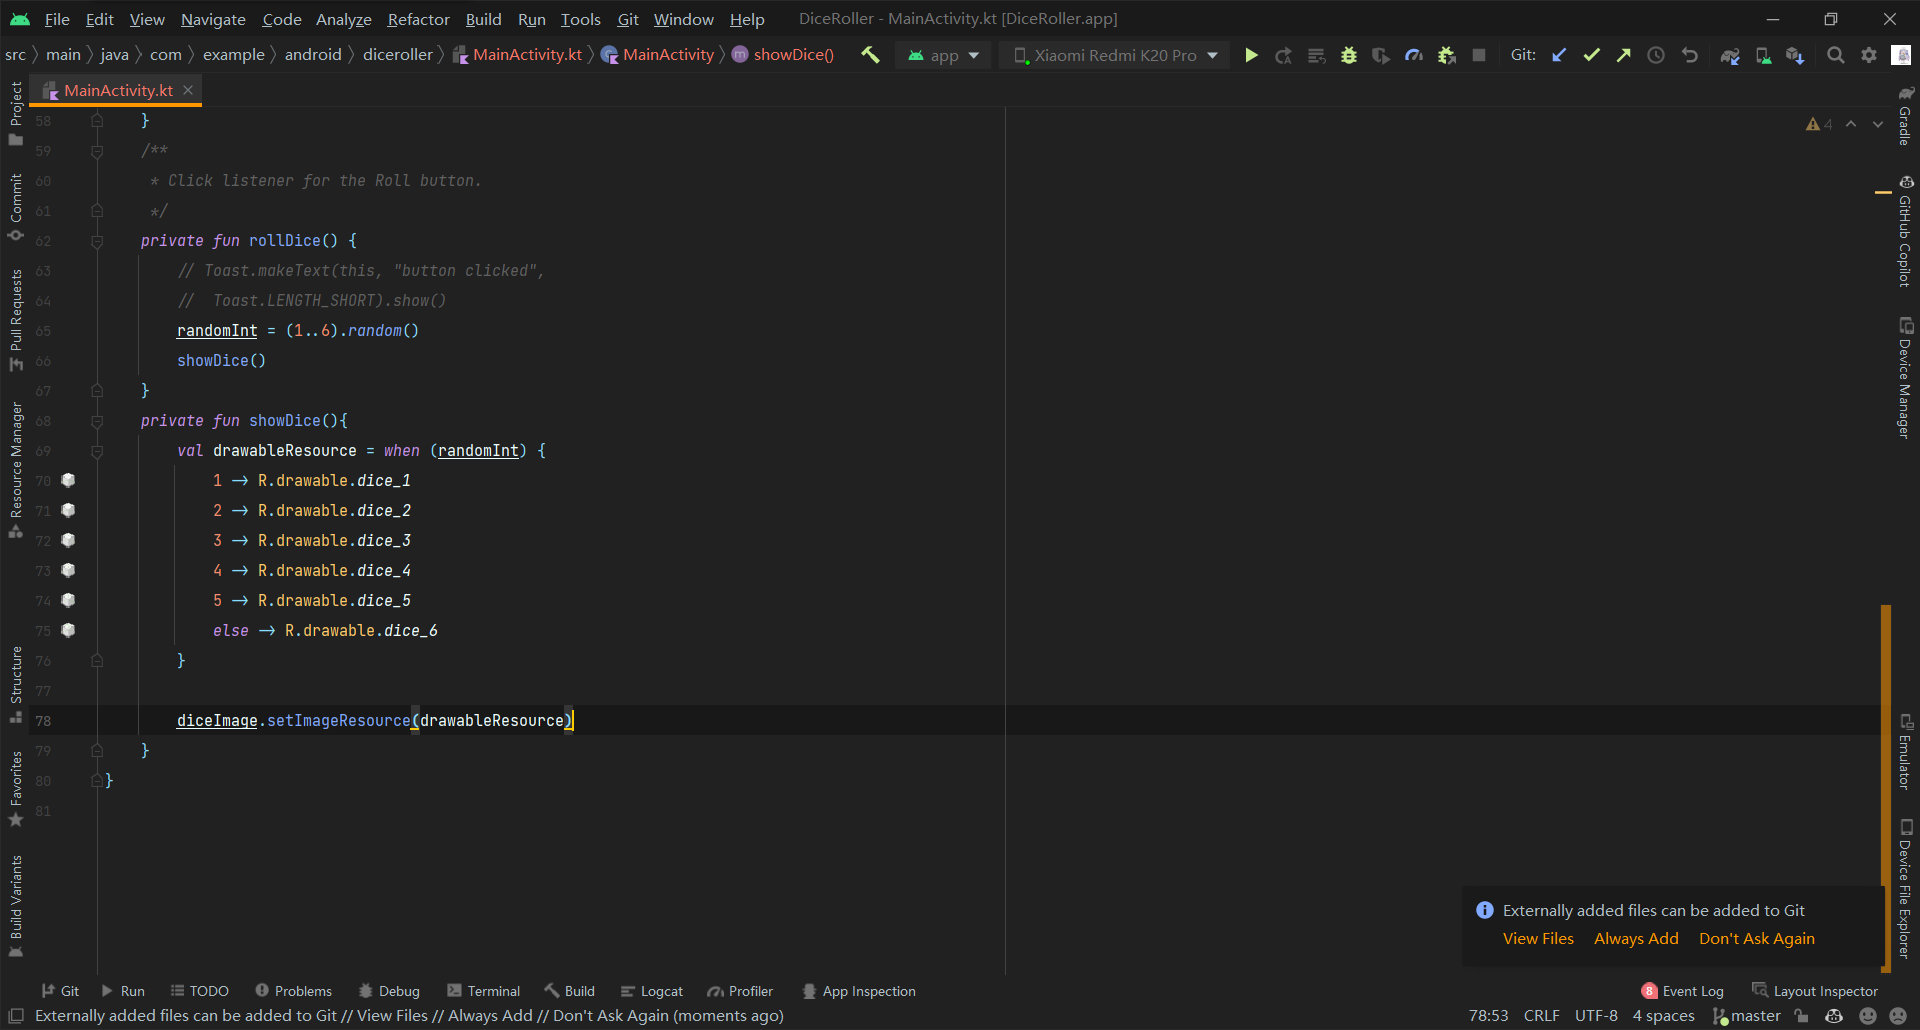 File Edit View Navigate Code Analyze Refactor Build Run Tools Git Window Help DiceRoller - MainActivity.kt [DiceRoller.app]
src main java com example android diceroller MainActivity.kt MainActivity showDice() app Xiaomi Redmi K20 Pro Git:
MainActivity.kt
Project
Commit
Pull Requests
Resource Manager
Structure
Favorites
Build Variants
4
58 }
59 /**
60 * Click listener for the Roll button.
61 */
62 private fun rollDice() {
63 // Toast.makeText(this, "button clicked",
64 //  Toast.LENGTH_SHORT).show()
65 randomInt = (1..6).random()
66 showDice()
67 }
68 private fun showDice(){
69 val drawableResource = when (randomInt) {
70 1 -> R.drawable.dice_1
71 2 -> R.drawable.dice_2
72 3 -> R.drawable.dice_3
73 4 -> R.drawable.dice_4
74 5 -> R.drawable.dice_5
75 else -> R.drawable.dice_6
76 }
77
78 diceImage.setImageResource(drawableResource)
79 }
80 }
81
Gradle
GitHub Copilot
Device Manager
Emulator
Device File Explorer
Externally added files can be added to Git
View Files Always Add Don't Ask Again
Git Run TODO Problems Debug Terminal Build Logcat Profiler App Inspection 8 Event Log Layout Inspector
Externally added files can be added to Git // View Files // Always Add // Don't Ask Again (moments ago) 78:53 CRLF UTF-8 4 spaces master